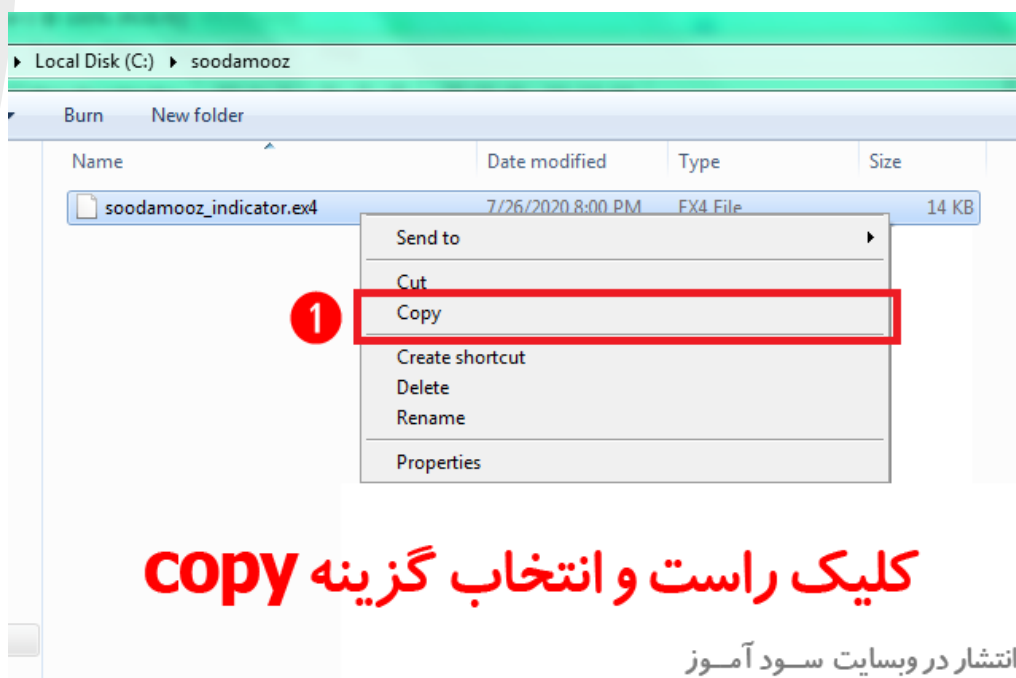 Local Disk (C:) ▸ soodamooz
Burn New folder
Name Date modified Type Size
soodamooz_indicator.ex4 7/26/2020 8:00 PM EX4 File 14 KB
Send to
Cut
1
Copy
Create shortcut
Delete
Rename
Properties
کلیک راست و انتخاب گزینه copy
انتشار در وبسایت ســود آمــوز